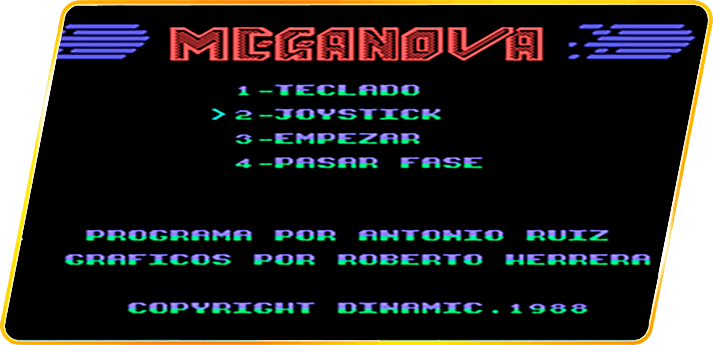 MEGANOVA
1-TECLADO
>2-JOYSTICK
3-EMPEZAR
4-PASAR FASE
PROGRAMA POR ANTONIO RUIZ
GRAFICOS POR ROBERTO HERRERA
COPYRIGHT DINAMIC.1988